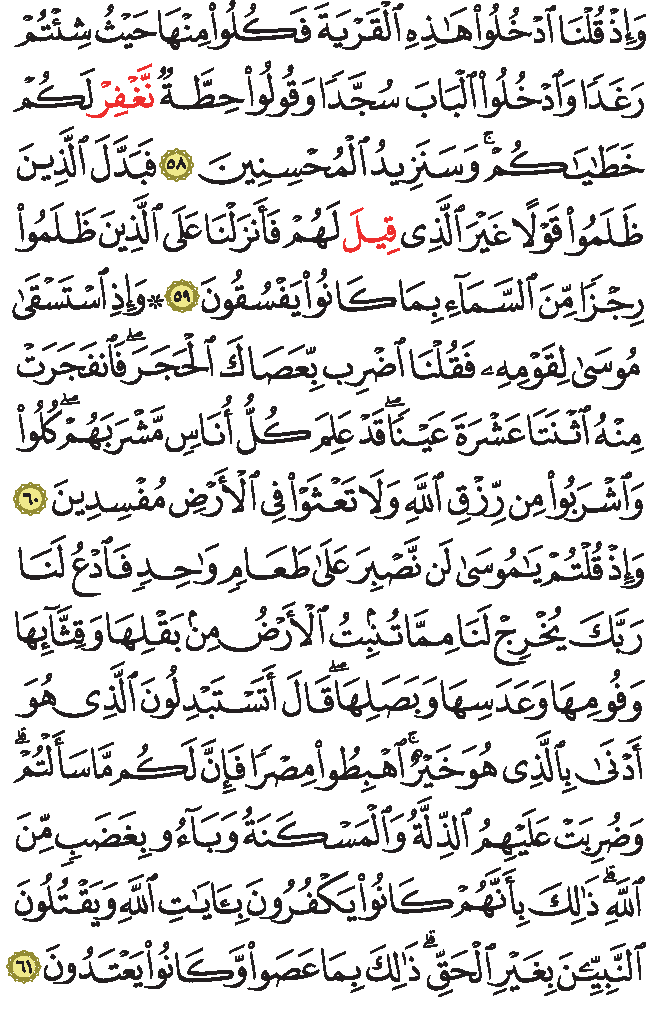 وَإِذۡ قُلۡنَا ٱدۡخُلُواْ هَٰذِهِ ٱلۡقَرۡيَةَ فَكُلُواْ مِنۡهَا حَيۡثُ شِئۡتُمۡ
رَغَدٗا وَٱدۡخُلُواْ ٱلۡبَابَ سُجَّدٗا وَقُولُواْ حِطَّةٞ نَّغۡفِرۡ لَكُمۡ
خَطَٰيَٰكُمۡۚ وَسَنَزِيدُ ٱلۡمُحۡسِنِينَ ٥٨ فَبَدَّلَ ٱلَّذِينَ
ظَلَمُواْ قَوۡلًا غَيۡرَ ٱلَّذِي قِيلَ لَهُمۡ فَأَنزَلۡنَا عَلَى ٱلَّذِينَ ظَلَمُواْ
رِجۡزٗا مِّنَ ٱلسَّمَآءِ بِمَا كَانُواْ يَفۡسُقُونَ ٥٩ * وَإِذِ ٱسۡتَسۡقَىٰ
مُوسَىٰ لِقَوۡمِهِۦ فَقُلۡنَا ٱضۡرِب بِّعَصَاكَ ٱلۡحَجَرَۖ فَٱنفَجَرَتۡ
مِنۡهُ ٱثۡنَتَا عَشۡرَةَ عَيۡنٗاۖ قَدۡ عَلِمَ كُلُّ أُنَاسٖ مَّشۡرَبَهُمۡۖ كُلُواْ
وَٱشۡرَبُواْ مِن رِّزۡقِ ٱللَّهِ وَلَا تَعۡثَوۡاْ فِي ٱلۡأَرۡضِ مُفۡسِدِينَ ٦٠
وَإِذۡ قُلۡتُمۡ يَٰمُوسَىٰ لَن نَّصۡبِرَ عَلَىٰ طَعَامٖ وَٰحِدٖ فَٱدۡعُ لَنَا
رَبَّكَ يُخۡرِجۡ لَنَا مِمَّا تُنۢبِتُ ٱلۡأَرۡضُ مِنۢ بَقۡلِهَا وَقِثَّآئِهَا
وَفُومِهَا وَعَدَسِهَا وَبَصَلِهَاۖ قَالَ أَتَسۡتَبۡدِلُونَ ٱلَّذِي هُوَ
أَدۡنَىٰ بِٱلَّذِي هُوَ خَيۡرٌۚ ٱهۡبِطُواْ مِصۡرٗا فَإِنَّ لَكُم مَّا سَأَلۡتُمۡۗ
وَضُرِبَتۡ عَلَيۡهِمُ ٱلذِّلَّةُ وَٱلۡمَسۡكَنَةُ وَبَآءُو بِغَضَبٖ مِّنَ
ٱللَّهِۗ ذَٰلِكَ بِأَنَّهُمۡ كَانُواْ يَكۡفُرُونَ بِـَٔايَٰتِ ٱللَّهِ وَيَقۡتُلُونَ
ٱلنَّبِيِّـۧنَ بِغَيۡرِ ٱلۡحَقِّۗ ذَٰلِكَ بِمَا عَصَواْ وَّكَانُواْ يَعۡتَدُونَ ٦١